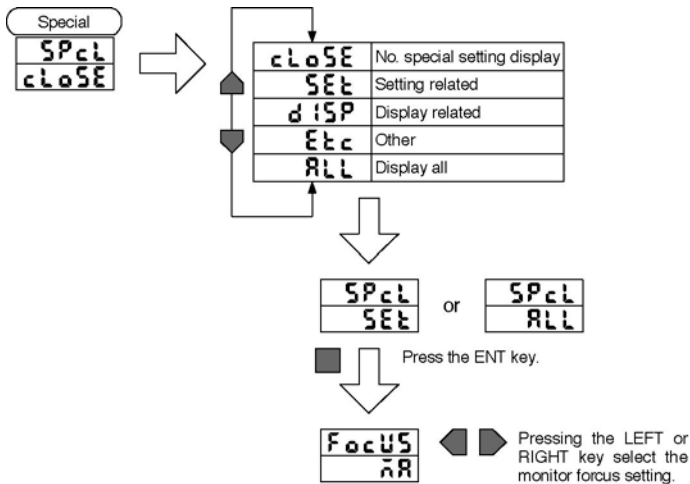 Special
SPcL
cLoSE
cLoSE No. special setting display
SEt Setting related
dISP Display related
Etc Other
ALL Display all
SPcL
SEt
or
SPcL
ALL
Press the ENT key.
FocUS
Pressing the LEFT or
RIGHT key select the
monitor forcus setting.